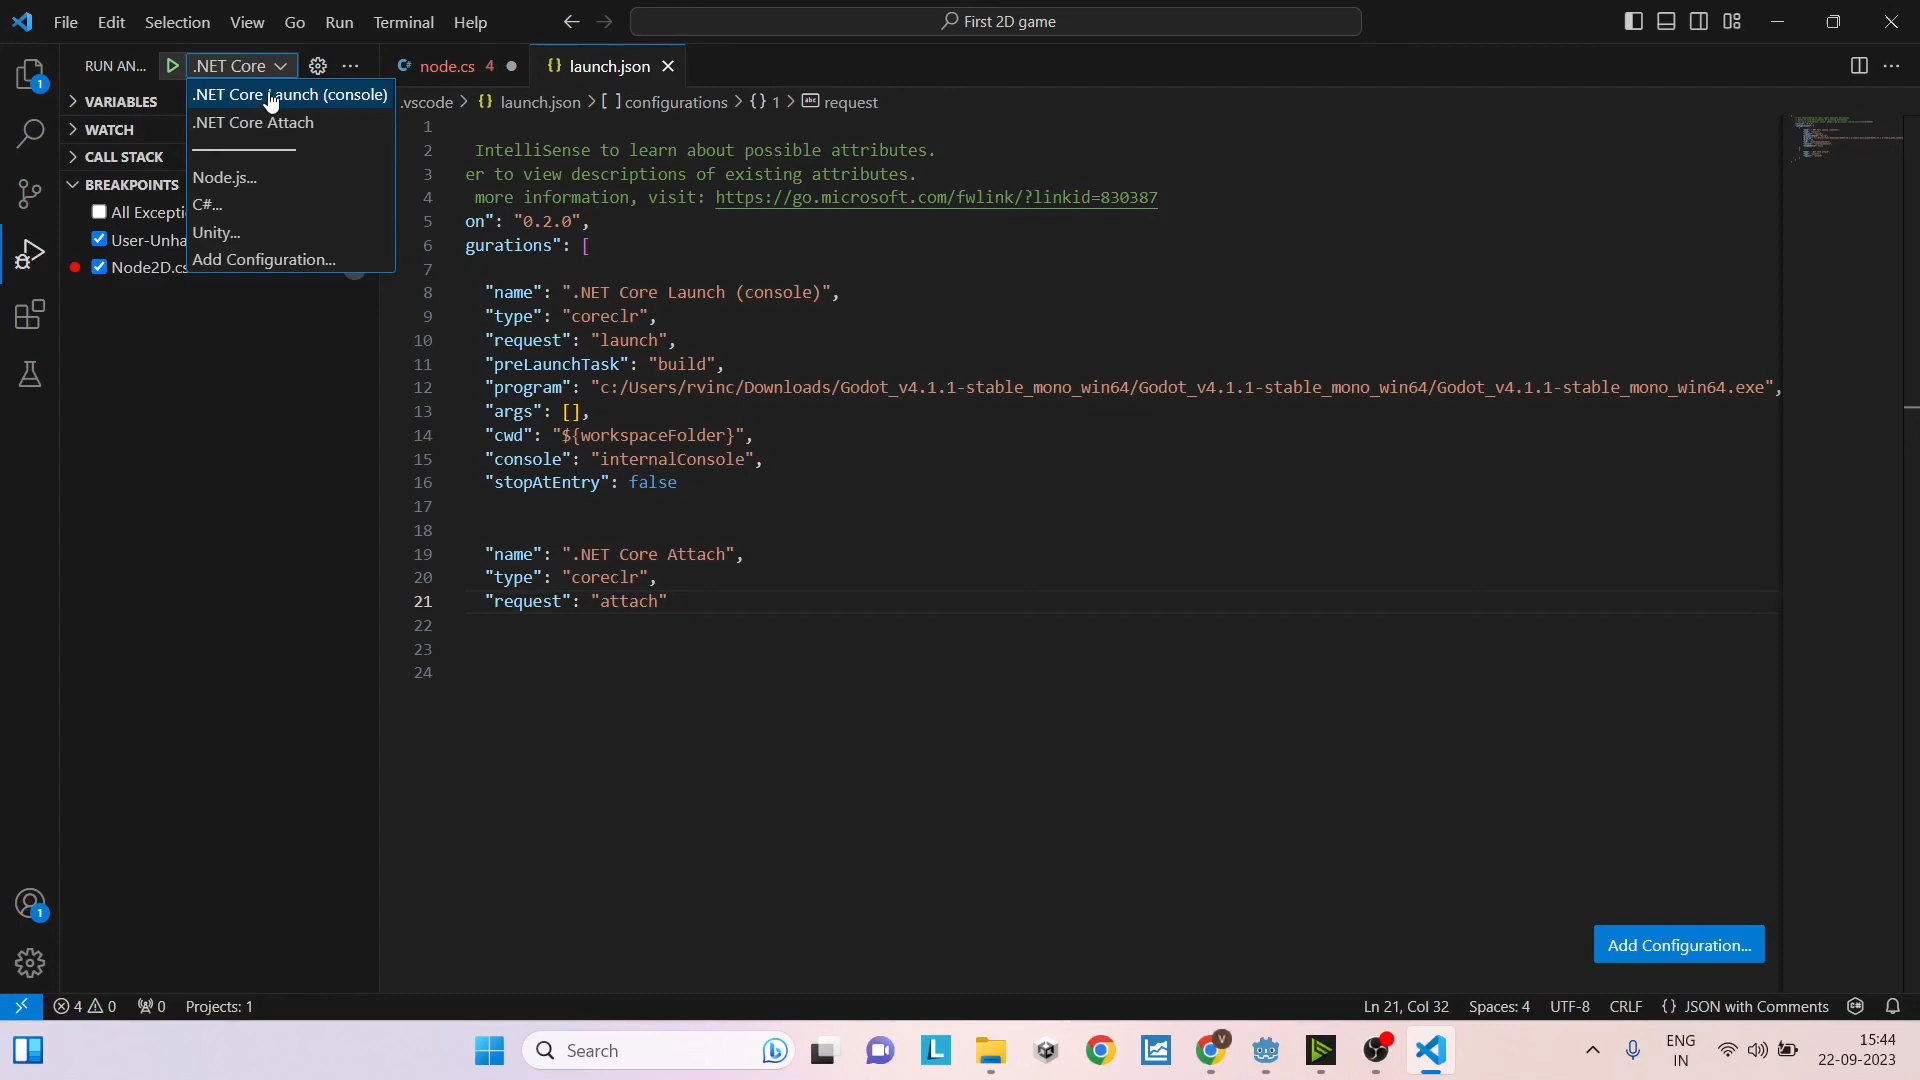 File Edit Selection View Go Run Terminal Help
First 2D game
RUN AN...
.NET Core
node.cs 4
launch.json
.NET Core Launch (console)
.NET Core Attach
Node.js...
C#...
Unity...
Add Configuration...
VARIABLES
WATCH
CALL STACK
BREAKPOINTS
All Excepti
User-Unha
Node2D.cs
.vscode > {} launch.json > [ ] configurations > {} 1 > abc request
1
2 IntelliSense to learn about possible attributes.
3 er to view descriptions of existing attributes.
4 more information, visit: https://go.microsoft.com/fwlink/?linkid=830387
5 on": "0.2.0",
6 gurations": [
7
8 "name": ".NET Core Launch (console)",
9 "type": "coreclr",
10 "request": "launch",
11 "preLaunchTask": "build",
12 "program": "c:/Users/rvinc/Downloads/Godot_v4.1.1-stable_mono_win64/Godot_v4.1.1-stable_mono_win64/Godot_v4.1.1-stable_mono_win64.exe",
13 "args": [],
14 "cwd": "${workspaceFolder}",
15 "console": "internalConsole",
16 "stopAtEntry": false
17
18
19 "name": ".NET Core Attach",
20 "type": "coreclr",
21 "request": "attach"
22
23
24
1
1
Add Configuration...
4 0 0 Projects: 1
Ln 21, Col 32 Spaces: 4 UTF-8 CRLF {} JSON with Comments
Search
L
V
ENG
IN
15:44
22-09-2023